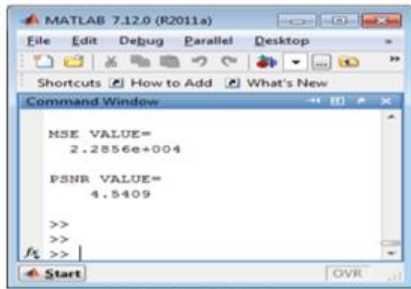 MATLAB 7.12.0 (R2011a)
File Edit Debug Parallel Desktop
Shortcuts How to Add What's New
Command Window
MSE VALUE=
2.2856e+004
PSNR VALUE=
4.5409
>>
>>
fx >>
Start OVR